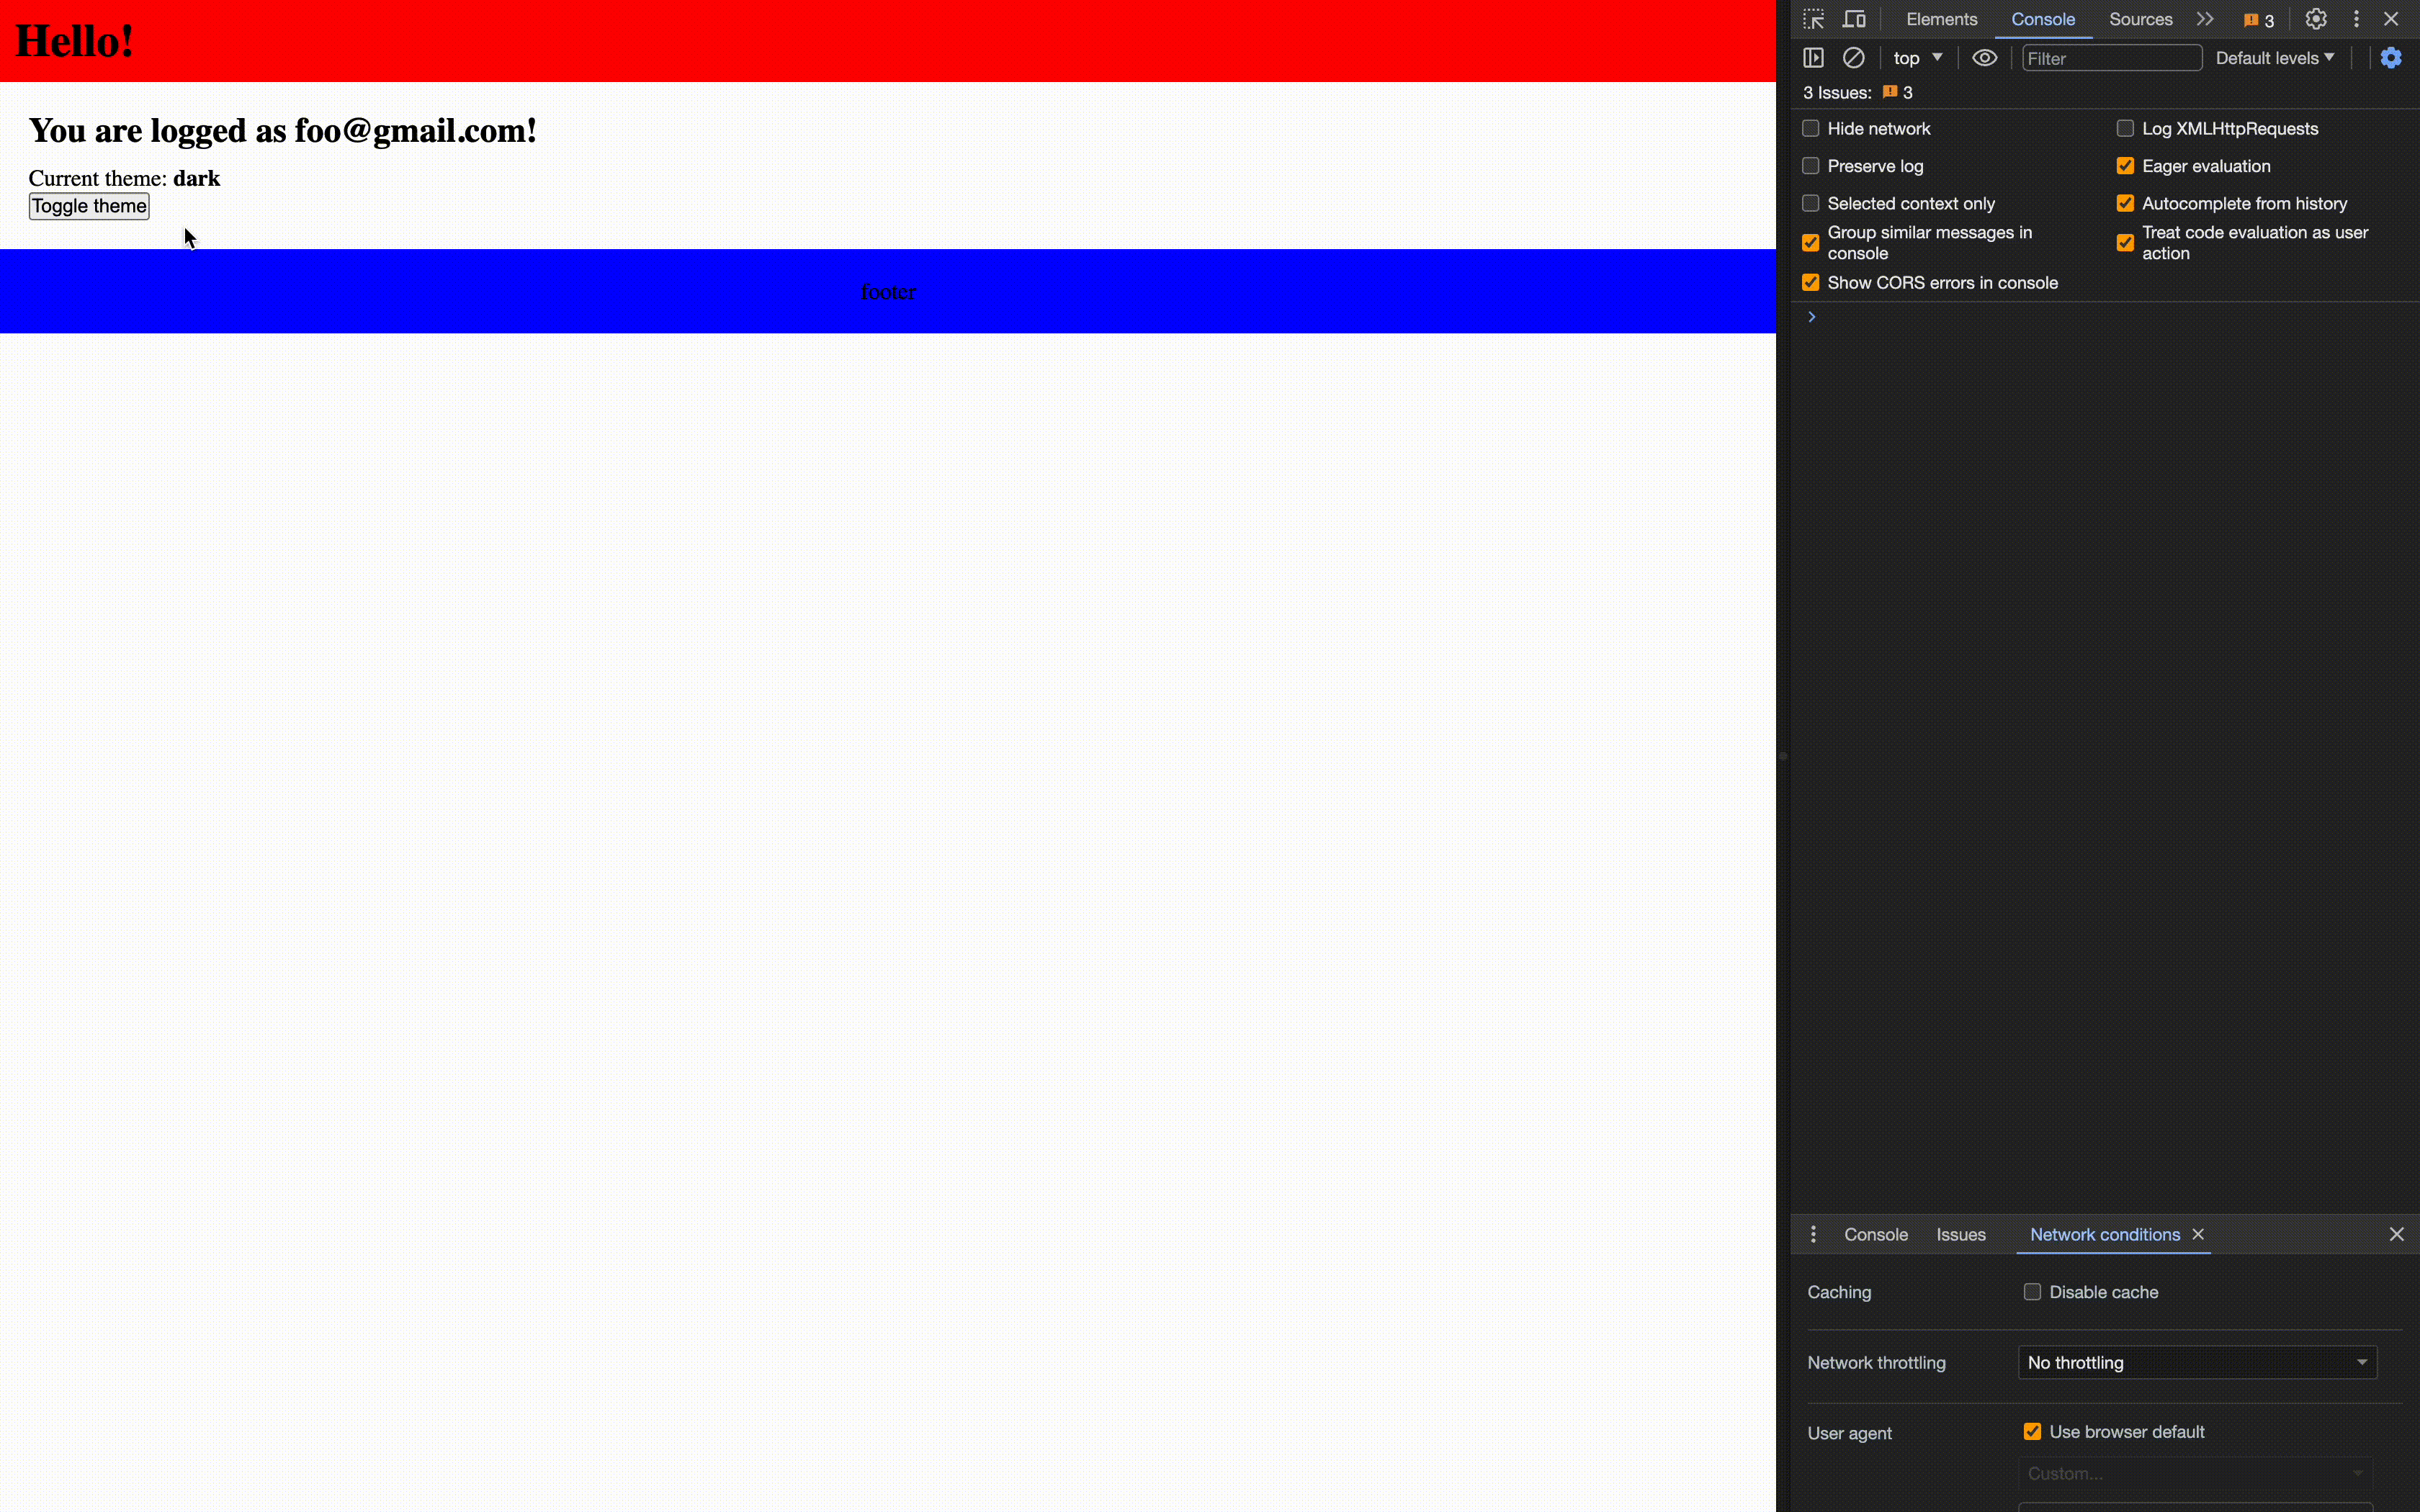 Hello!
You are logged as foo@gmail.com!
Current theme: dark
Toggle theme
footer
Elements Console Sources 3
top Filter Default levels
3 Issues: 3
Hide network Log XMLHttpRequests
Preserve log Eager evaluation
Selected context only Autocomplete from history
Group similar messages in console Treat code evaluation as user action
Show CORS errors in console
Console Issues Network conditions
Caching Disable cache
Network throttling No throttling
User agent Use browser default
Custom...